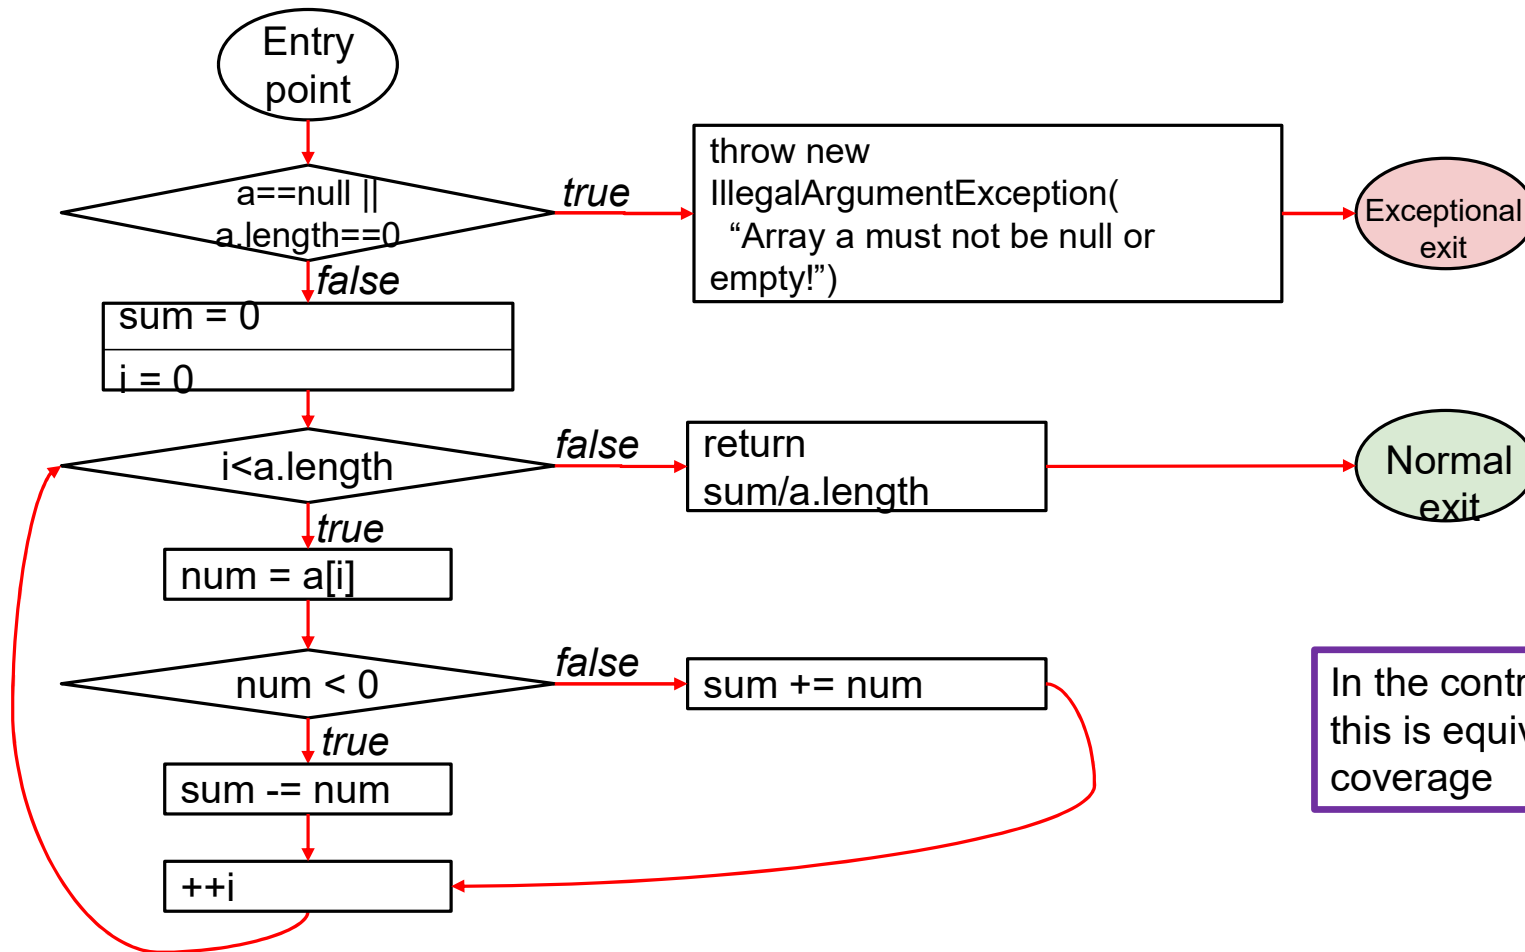 Entry
point
a==null ||
a.length==0
true
throw new
IllegalArgumentException(
“Array a must not be null or
empty!”)
Exceptional
exit
false
sum = 0
i = 0
i<a.length
false
return
sum/a.length
Normal
exit
true
num = a[i]
num < 0
false
sum += num
true
sum -= num
++i
In the
this is
coverage